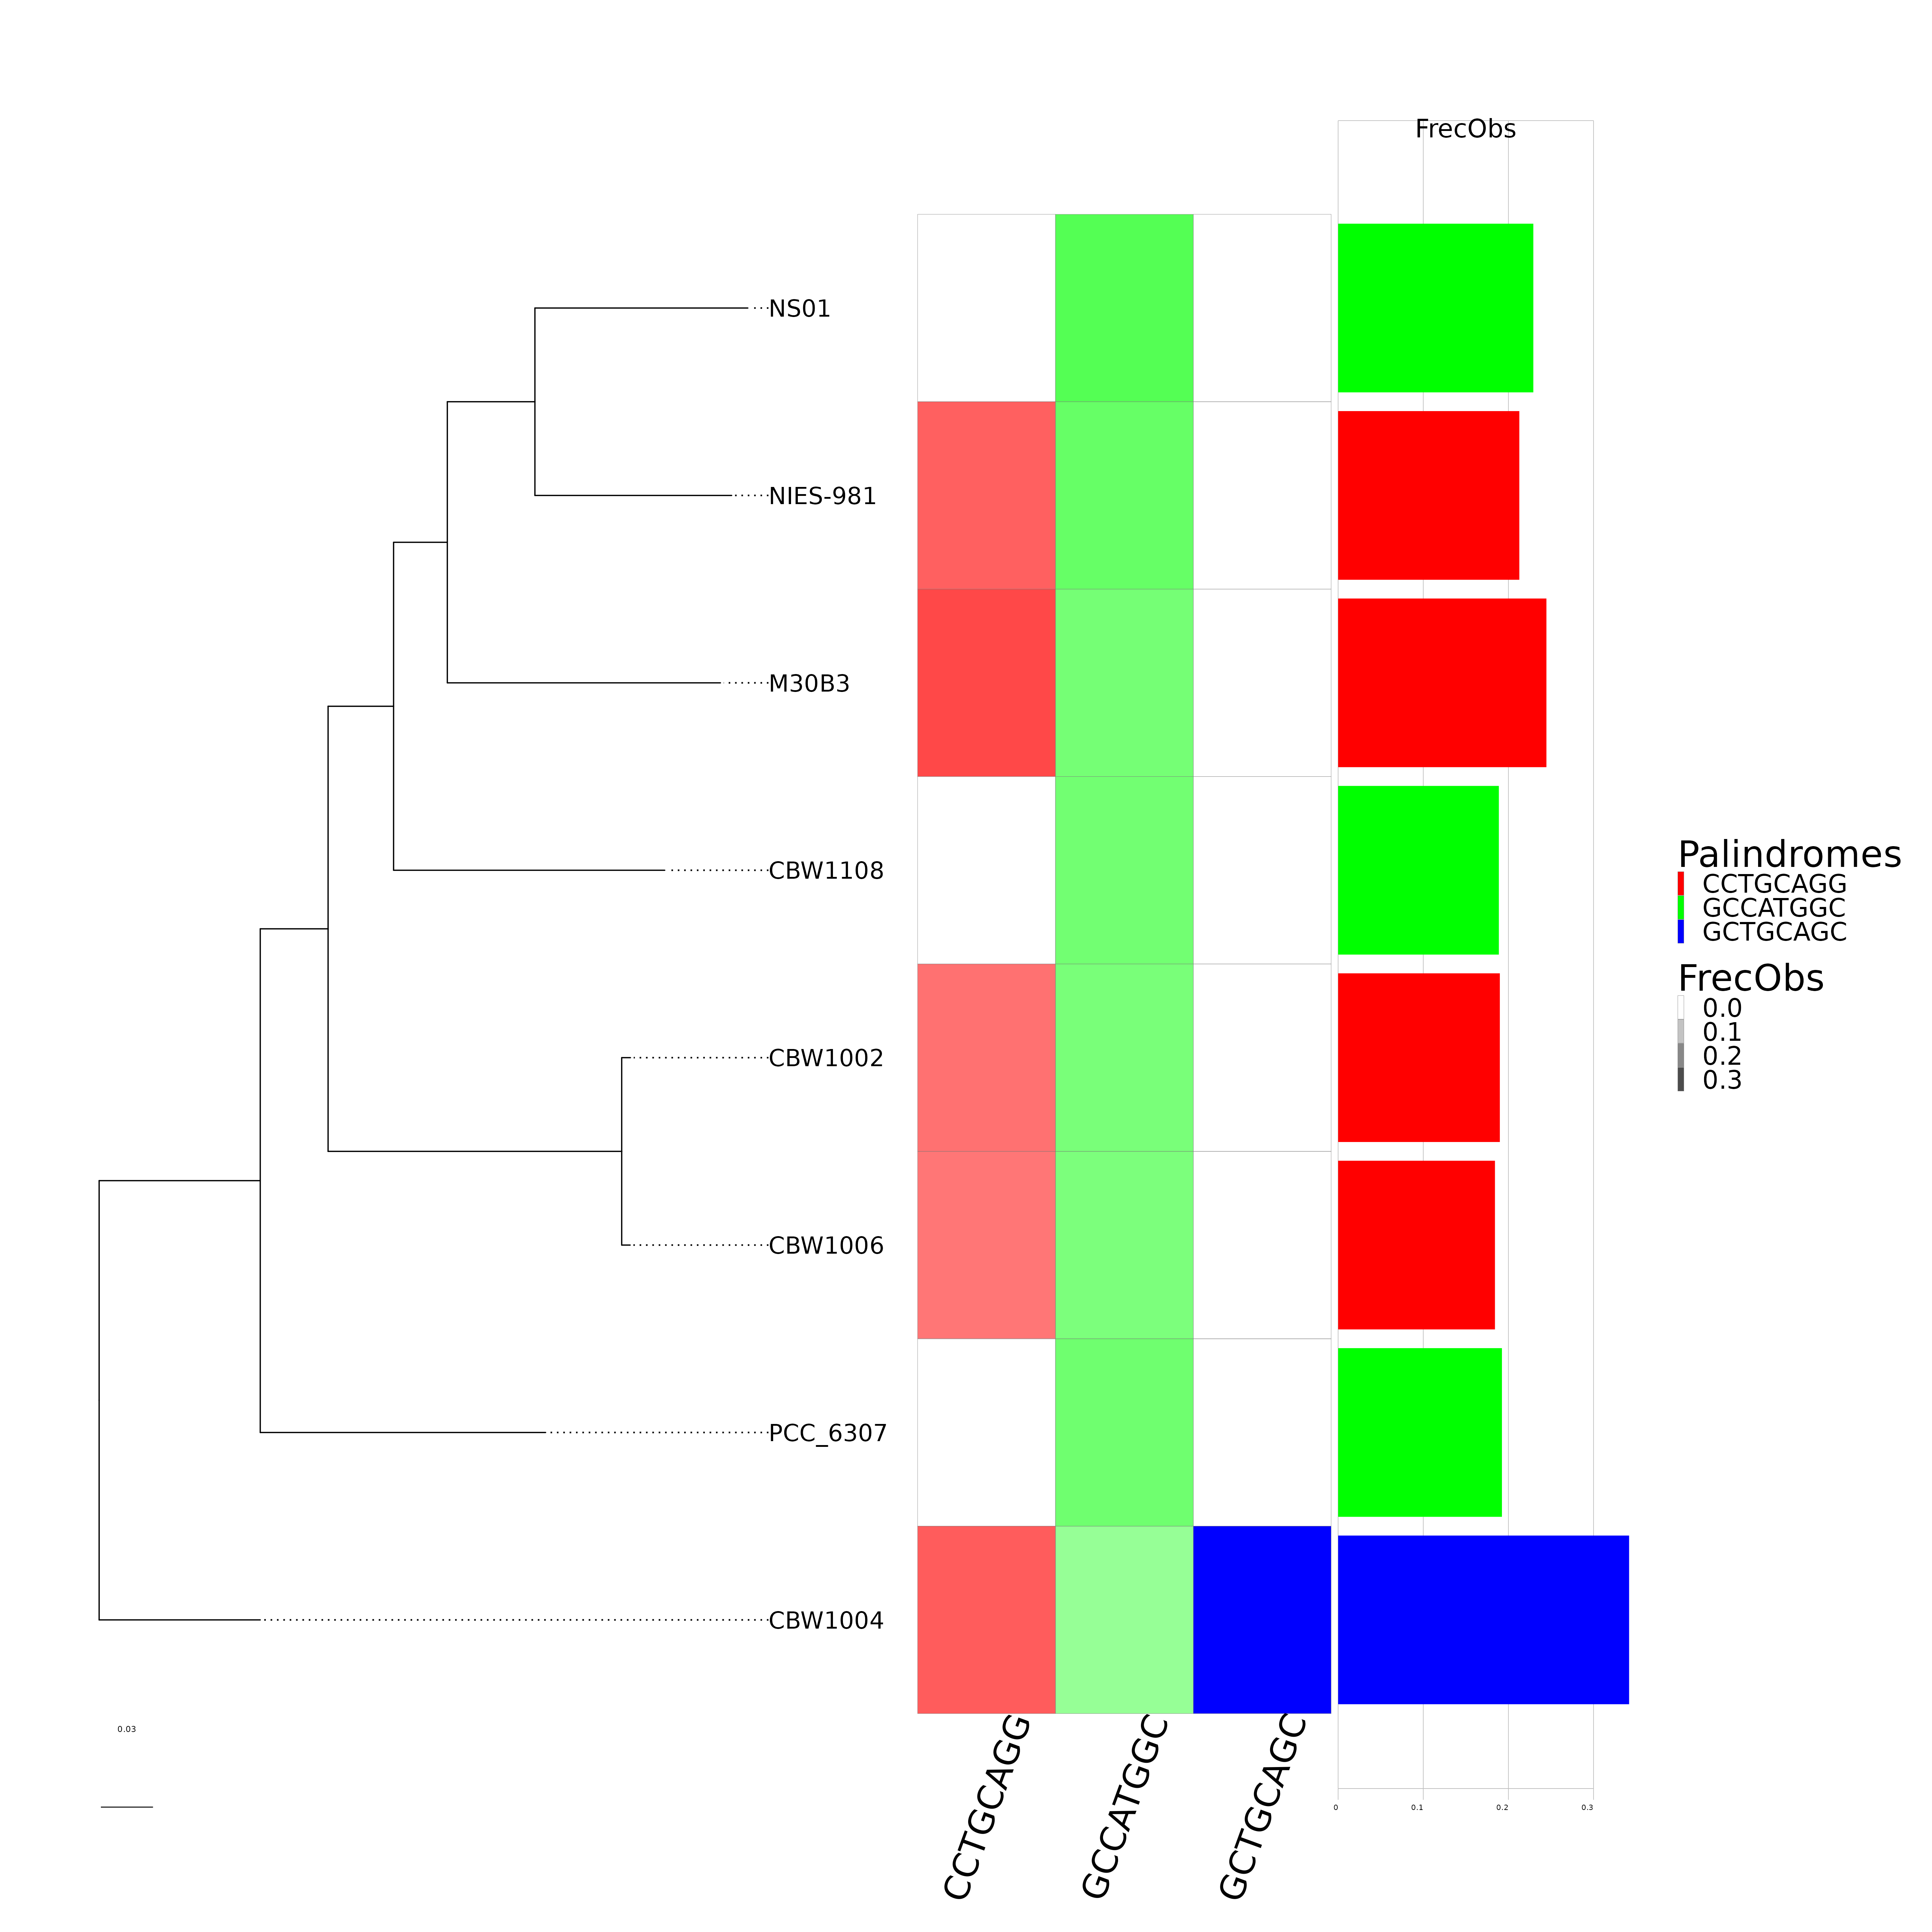 FrecObs
NS01
NIES-981
M30B3
CBW1108
CBW1002
CBW1006
PCC_6307
CBW1004
Palindromes
CCTGCAGG
GCCATGGC
GCTGCAGC
FrecObs
0.0
0.1
0.2
0.3
0.03
CCTGCAGG
GCCATGGC
GCTGCAGC
0
0.1
0.2
0.3